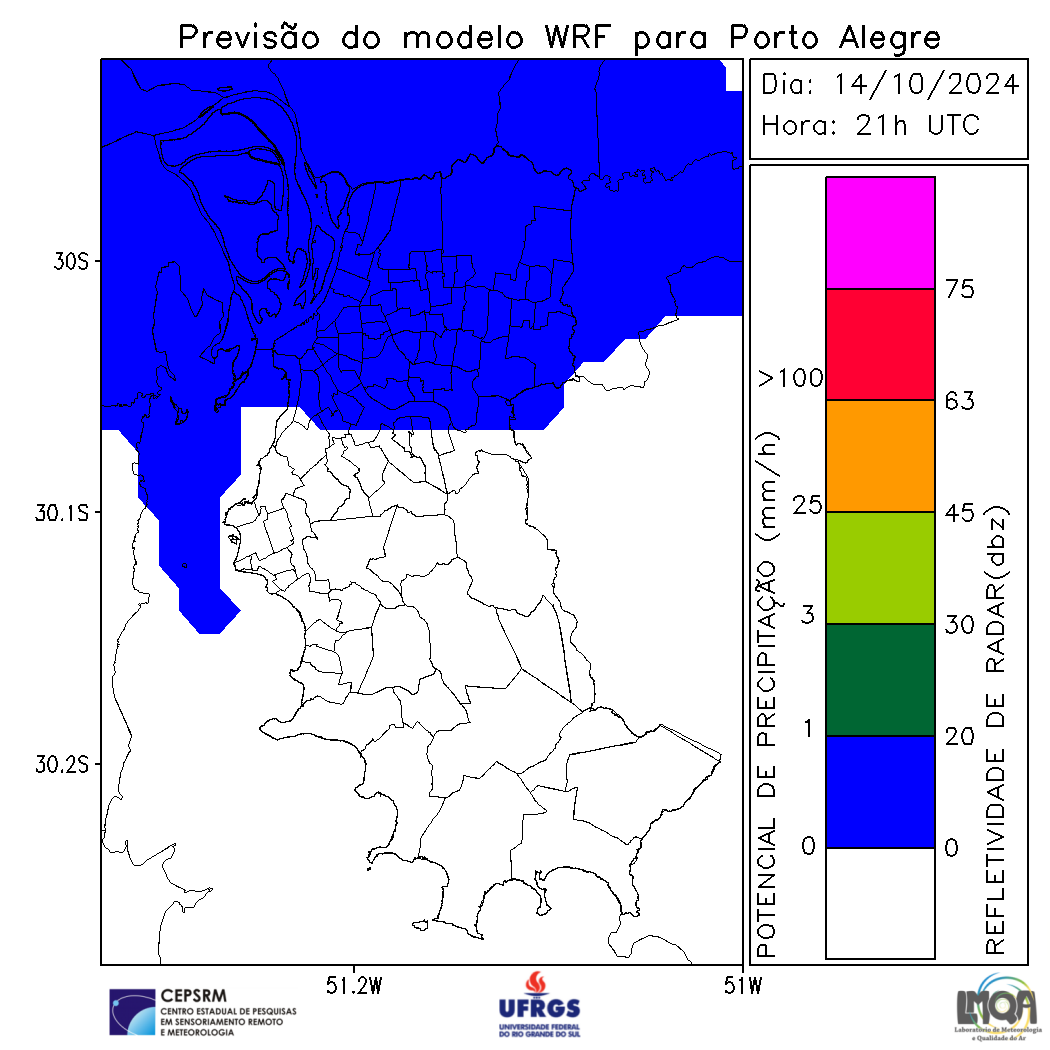 Previsão do modelo WRF para Porto Alegre
Dia: 14/10/2024
Hora: 21h UTC
30S
30.1S
30.2S
51.2W
51W
POTENCIAL DE PRECIPITAÇÃO (mm/h)
>100
25
3
1
0
75
63
45
30
20
0
REFLETIVIDADE DE RADAR(dbz)
CEPSRM
CENTRO ESTADUAL DE PESQUISAS
EM SENSORIAMENTO REMOTO
E METEOROLOGIA
UFRGS
UNIVERSIDADE FEDERAL
DO RIO GRANDE DO SUL
LMQA
Laboratório de Meteorologia
e Qualidade do Ar